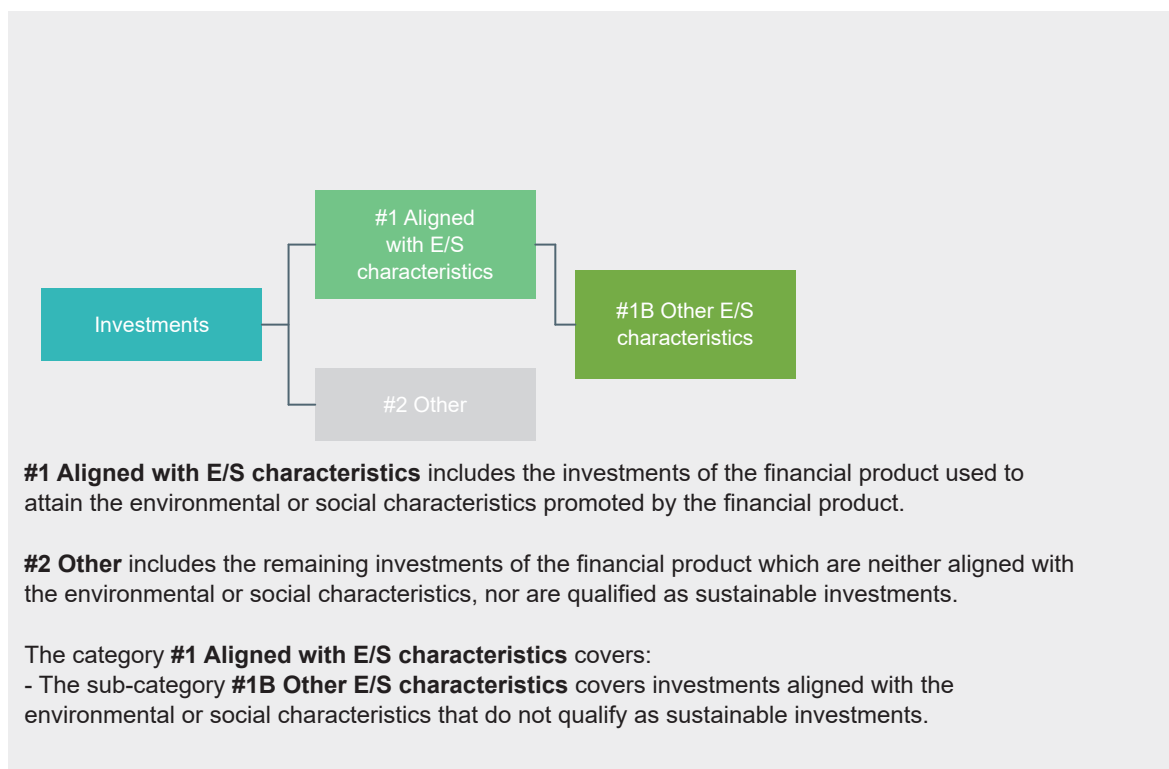 #1 Aligned
with E/S
characteristics
Investments
#1B Other E/S
characteristics
#2 Other
#1 Aligned with E/S characteristics includes the investments of the financial product used to
attain the environmental or social characteristics promoted by the financial product.
#2 Other includes the remaining investments of the financial product which are neither aligned with
the environmental or social characteristics, nor are qualified as sustainable investments.
The category #1 Aligned with E/S characteristics covers:
- The sub-category #1B Other E/S characteristics covers investments aligned with the
environmental or social characteristics that do not qualify as sustainable investments.